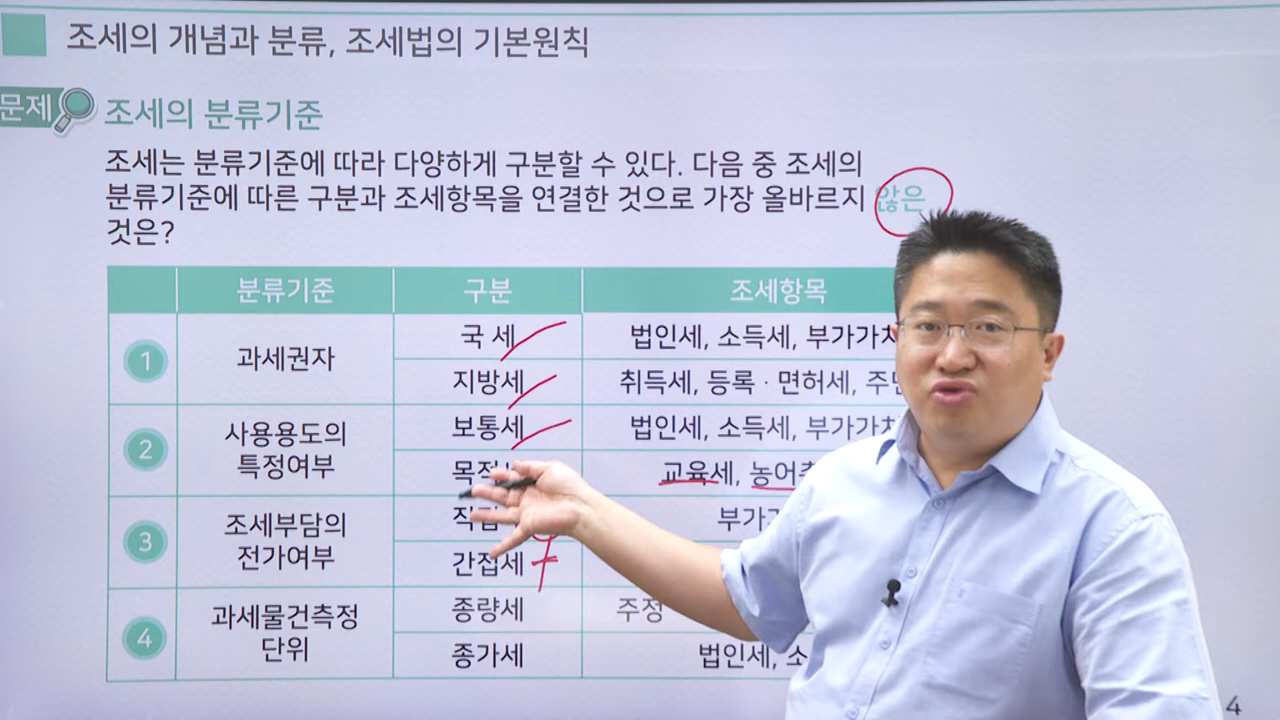 조세의 개념과 분류, 조세법의 기본원칙
문제
조세의 분류기준
조세는 분류기준에 따라 다양하게 구분할 수 있다. 다음 중 조세의
분류기준에 따른 구분과 조세항목을 연결한 것으로 가장 올바르지 않은
것은?
분류기준 구분 조세항목
1 과세권자 국 세 법인세, 소득세, 부가가
지방세 취득세, 등록·면허세,
2 사용용도의 특정여부 보통세 법인세, 소득세, 부가가
교육세, 농어
3 조세부담의 전가여부 부가
간접세
4 과세물건측정 단위 종량세 주정
종가세 법인세,
4